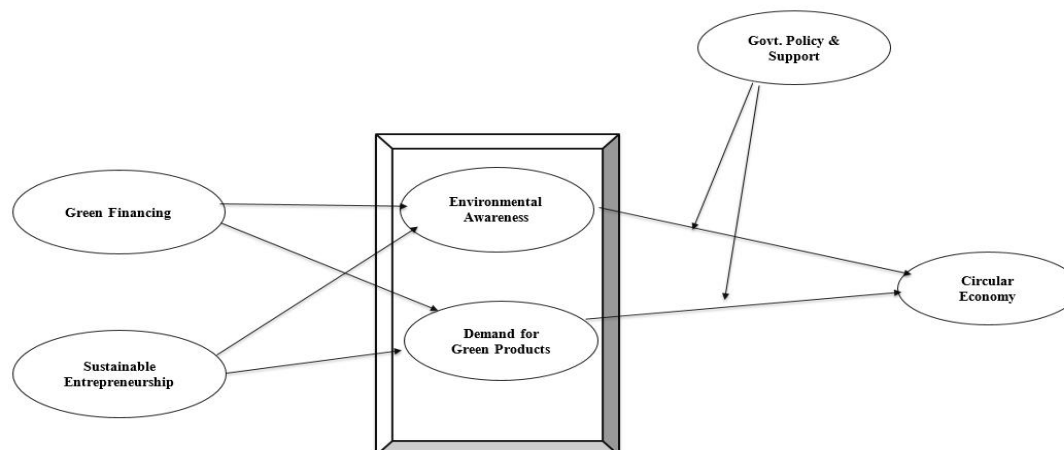 Govt. Policy &
Support
Green Financing
Environmental
Awareness
Circular
Economy
Demand for
Green Products
Sustainable
Entrepreneurship